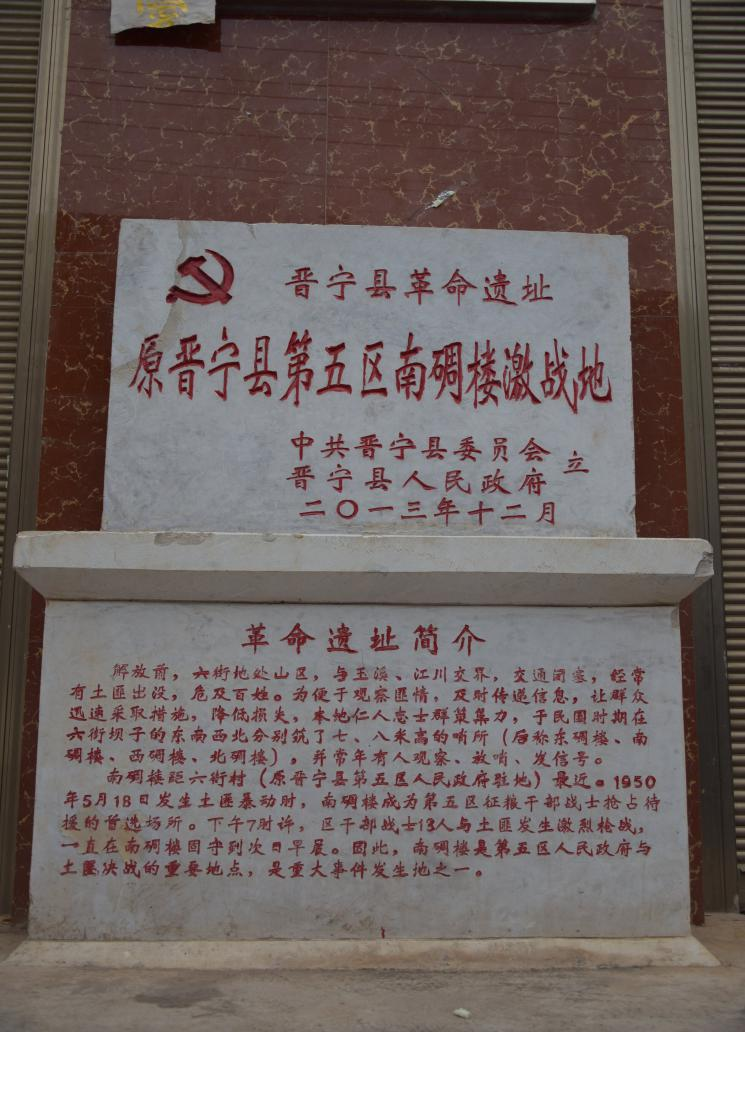 晋宁县革命遗址
原晋宁县第五区南碉楼激战地
中共晋宁县委员会
晋宁县人民政府
立
二〇一三年十二月
革命遗址简介
解放前，六街地处山区，与玉溪、江川交界，交通闭塞，经常
有土匪出没，危及百姓。为便于观察匪情，及时传递信息，让群众
迅速采取措施，降低损失，本地仁人志士群策集力，于民国时期在
六街坝子的东南西北分别筑了七、八米高的哨所（后称东碉楼、南
碉楼、西碉楼、北碉楼），并常年有人观察、放哨、发信号。
南碉楼距六街村（原晋宁县第五区人民政府驻地）最近。1950
年5月18日发生土匪暴动时，南碉楼成为第五区征粮干部战士抢占待
援的首选场所。下午7时许，区干部战士13人与土匪发生激烈枪战，
一直在南碉楼固守到次日早晨。因此，南碉楼是第五区人民政府与
土匪决战的重要地点，是重大事件发生地之一。